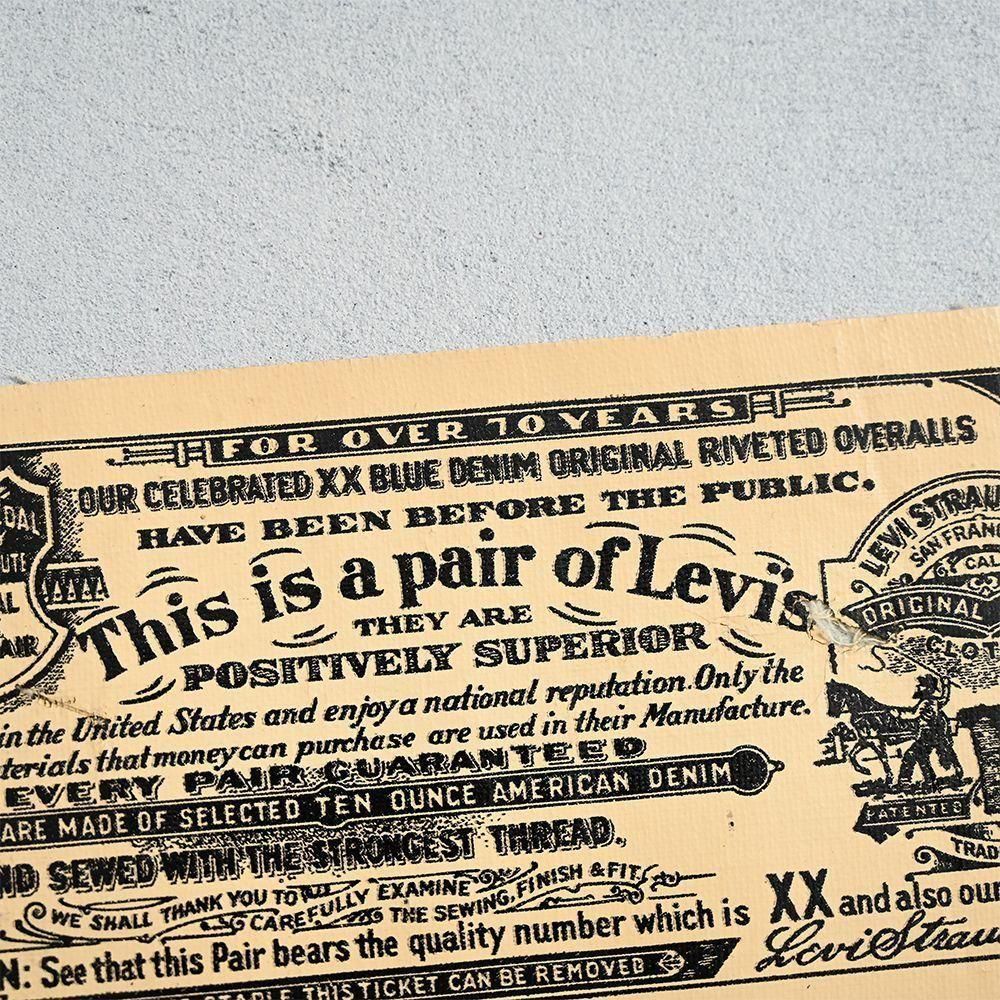 FOR OVER 70 YEARS
OUR CELEBRATED XX BLUE DENIM ORIGINAL RIVETED OVERALLS
HAVE BEEN BEFORE THE PUBLIC.
This is a pair of Levi's
THEY ARE
POSITIVELY SUPERIOR
in the United States and enjoy a national reputation. Only the
terials that money can purchase are used in their Manufacture.
EVERY PAIR GUARANTEED
ARE MADE OF SELECTED TEN OUNCE AMERICAN DENIM
ND SEWED WITH THE STRONGEST THREAD.
WE SHALL THANK YOU TO CAREFULLY EXAMINE THE SEWING, FINISH & FIT.
N: See that this Pair bears the quality number which is XX and also our
THIS TICKET CAN BE REMOVED
Levi Strau
LEVI STRAU
SAN FRAN
CAL
ORIGINAL
CLOT
PATENTED
TRAD